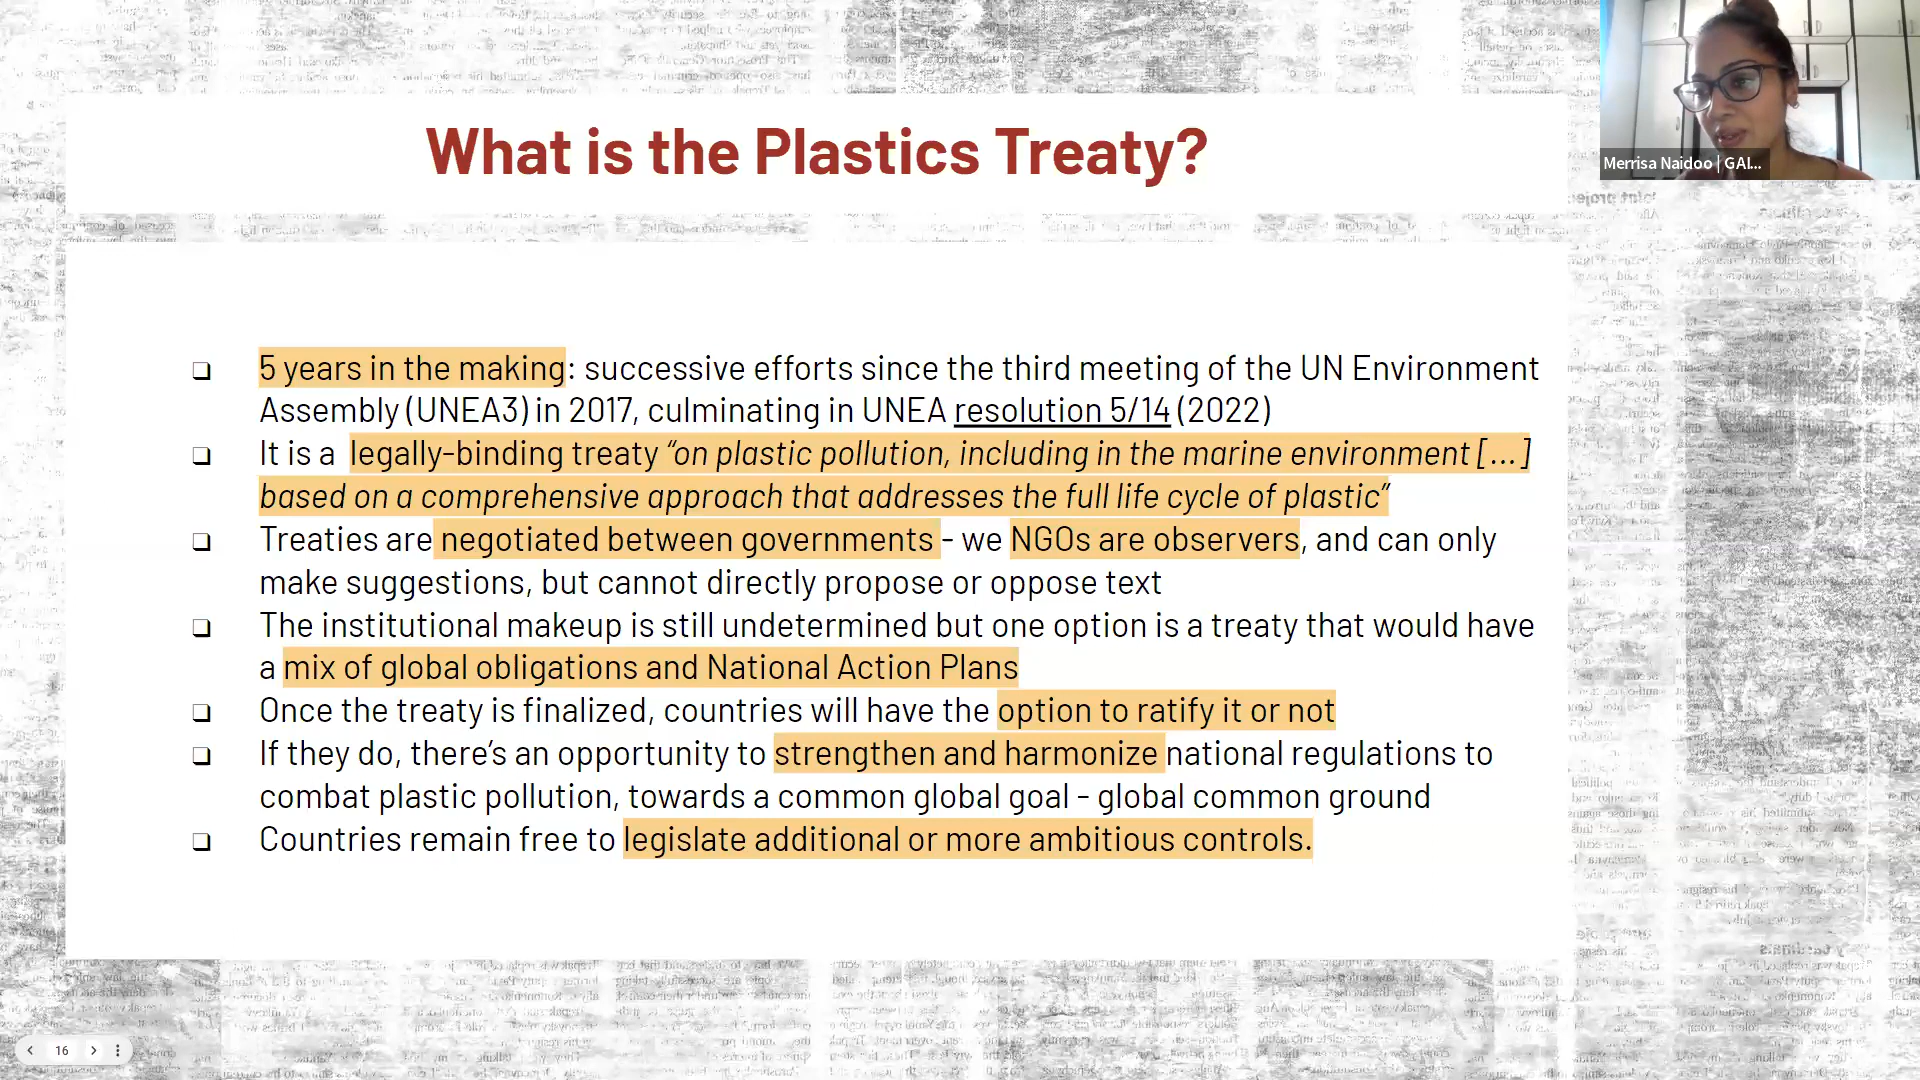 What is the Plastics Treaty?
Merrisa Naidoo | GAI...
❏ 5 years in the making: successive efforts since the third meeting of the UN Environment
Assembly (UNEA3) in 2017, culminating in UNEA resolution 5/14 (2022)
❏ It is a legally-binding treaty “on plastic pollution, including in the marine environment [...]
based on a comprehensive approach that addresses the full life cycle of plastic”
❏ Treaties are negotiated between governments - we NGOs are observers, and can only
make suggestions, but cannot directly propose or oppose text
❏ The institutional makeup is still undetermined but one option is a treaty that would have
a mix of global obligations and National Action Plans
❏ Once the treaty is finalized, countries will have the option to ratify it or not
❏ If they do, there’s an opportunity to strengthen and harmonize national regulations to
combat plastic pollution, towards a common global goal - global common ground
❏ Countries remain free to legislate additional or more ambitious controls.
16